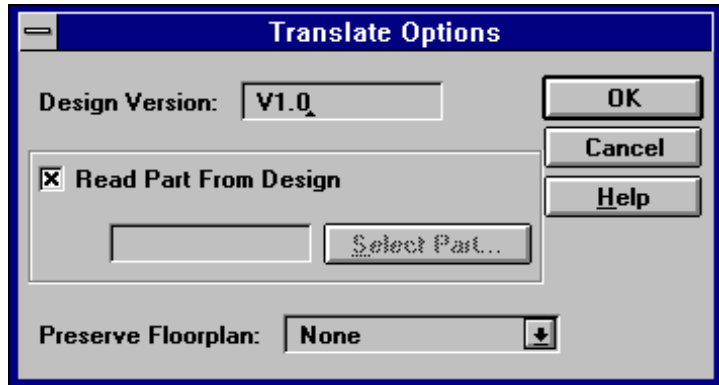 Translate Options
Design Version: V1.0
OK
Cancel
Read Part From Design
Help
Select Part...
Preserve Floorplan: None